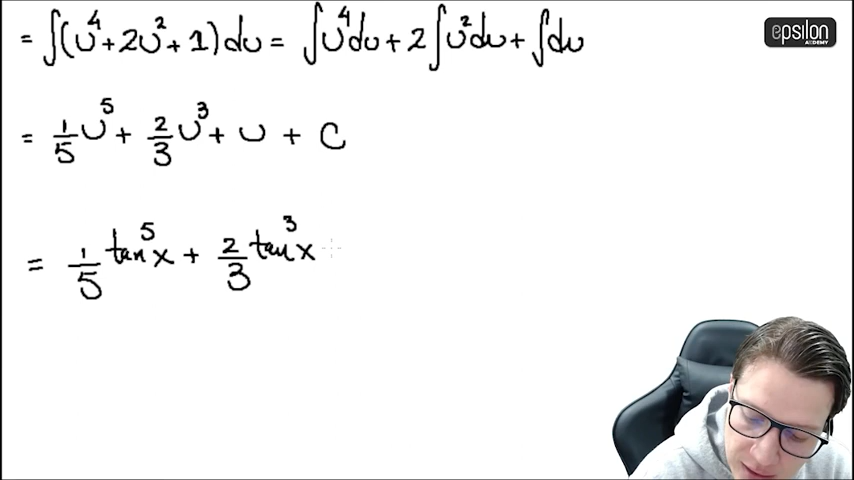 = ∫(u⁴+2u²+1)du = ∫u⁴du + 2∫u²du + ∫du
epsilon
ACADEMY
= 1/5 u⁵ + 2/3 u³ + u + C
= 1/5 tan⁵x + 2/3 tan³x